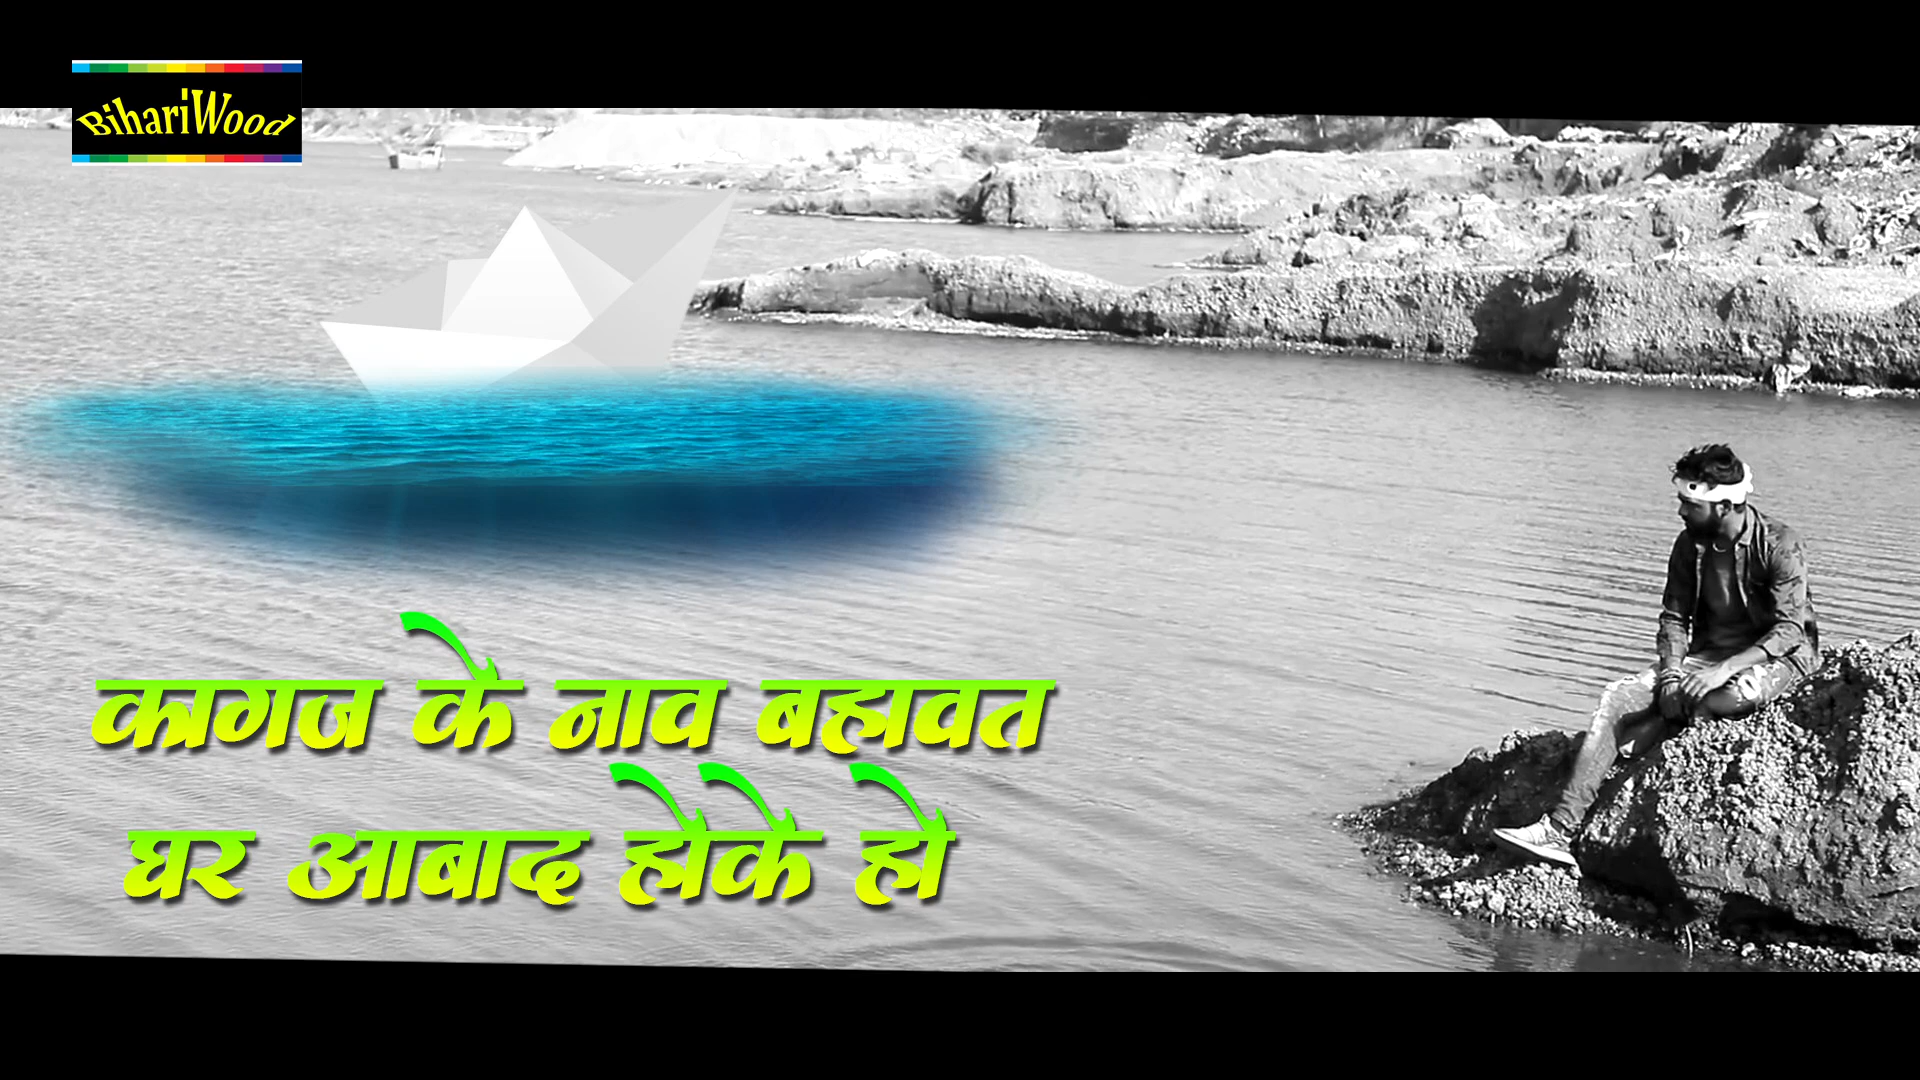 BihariWood
कागज के नाव बहावत
घर आबाद होके हो